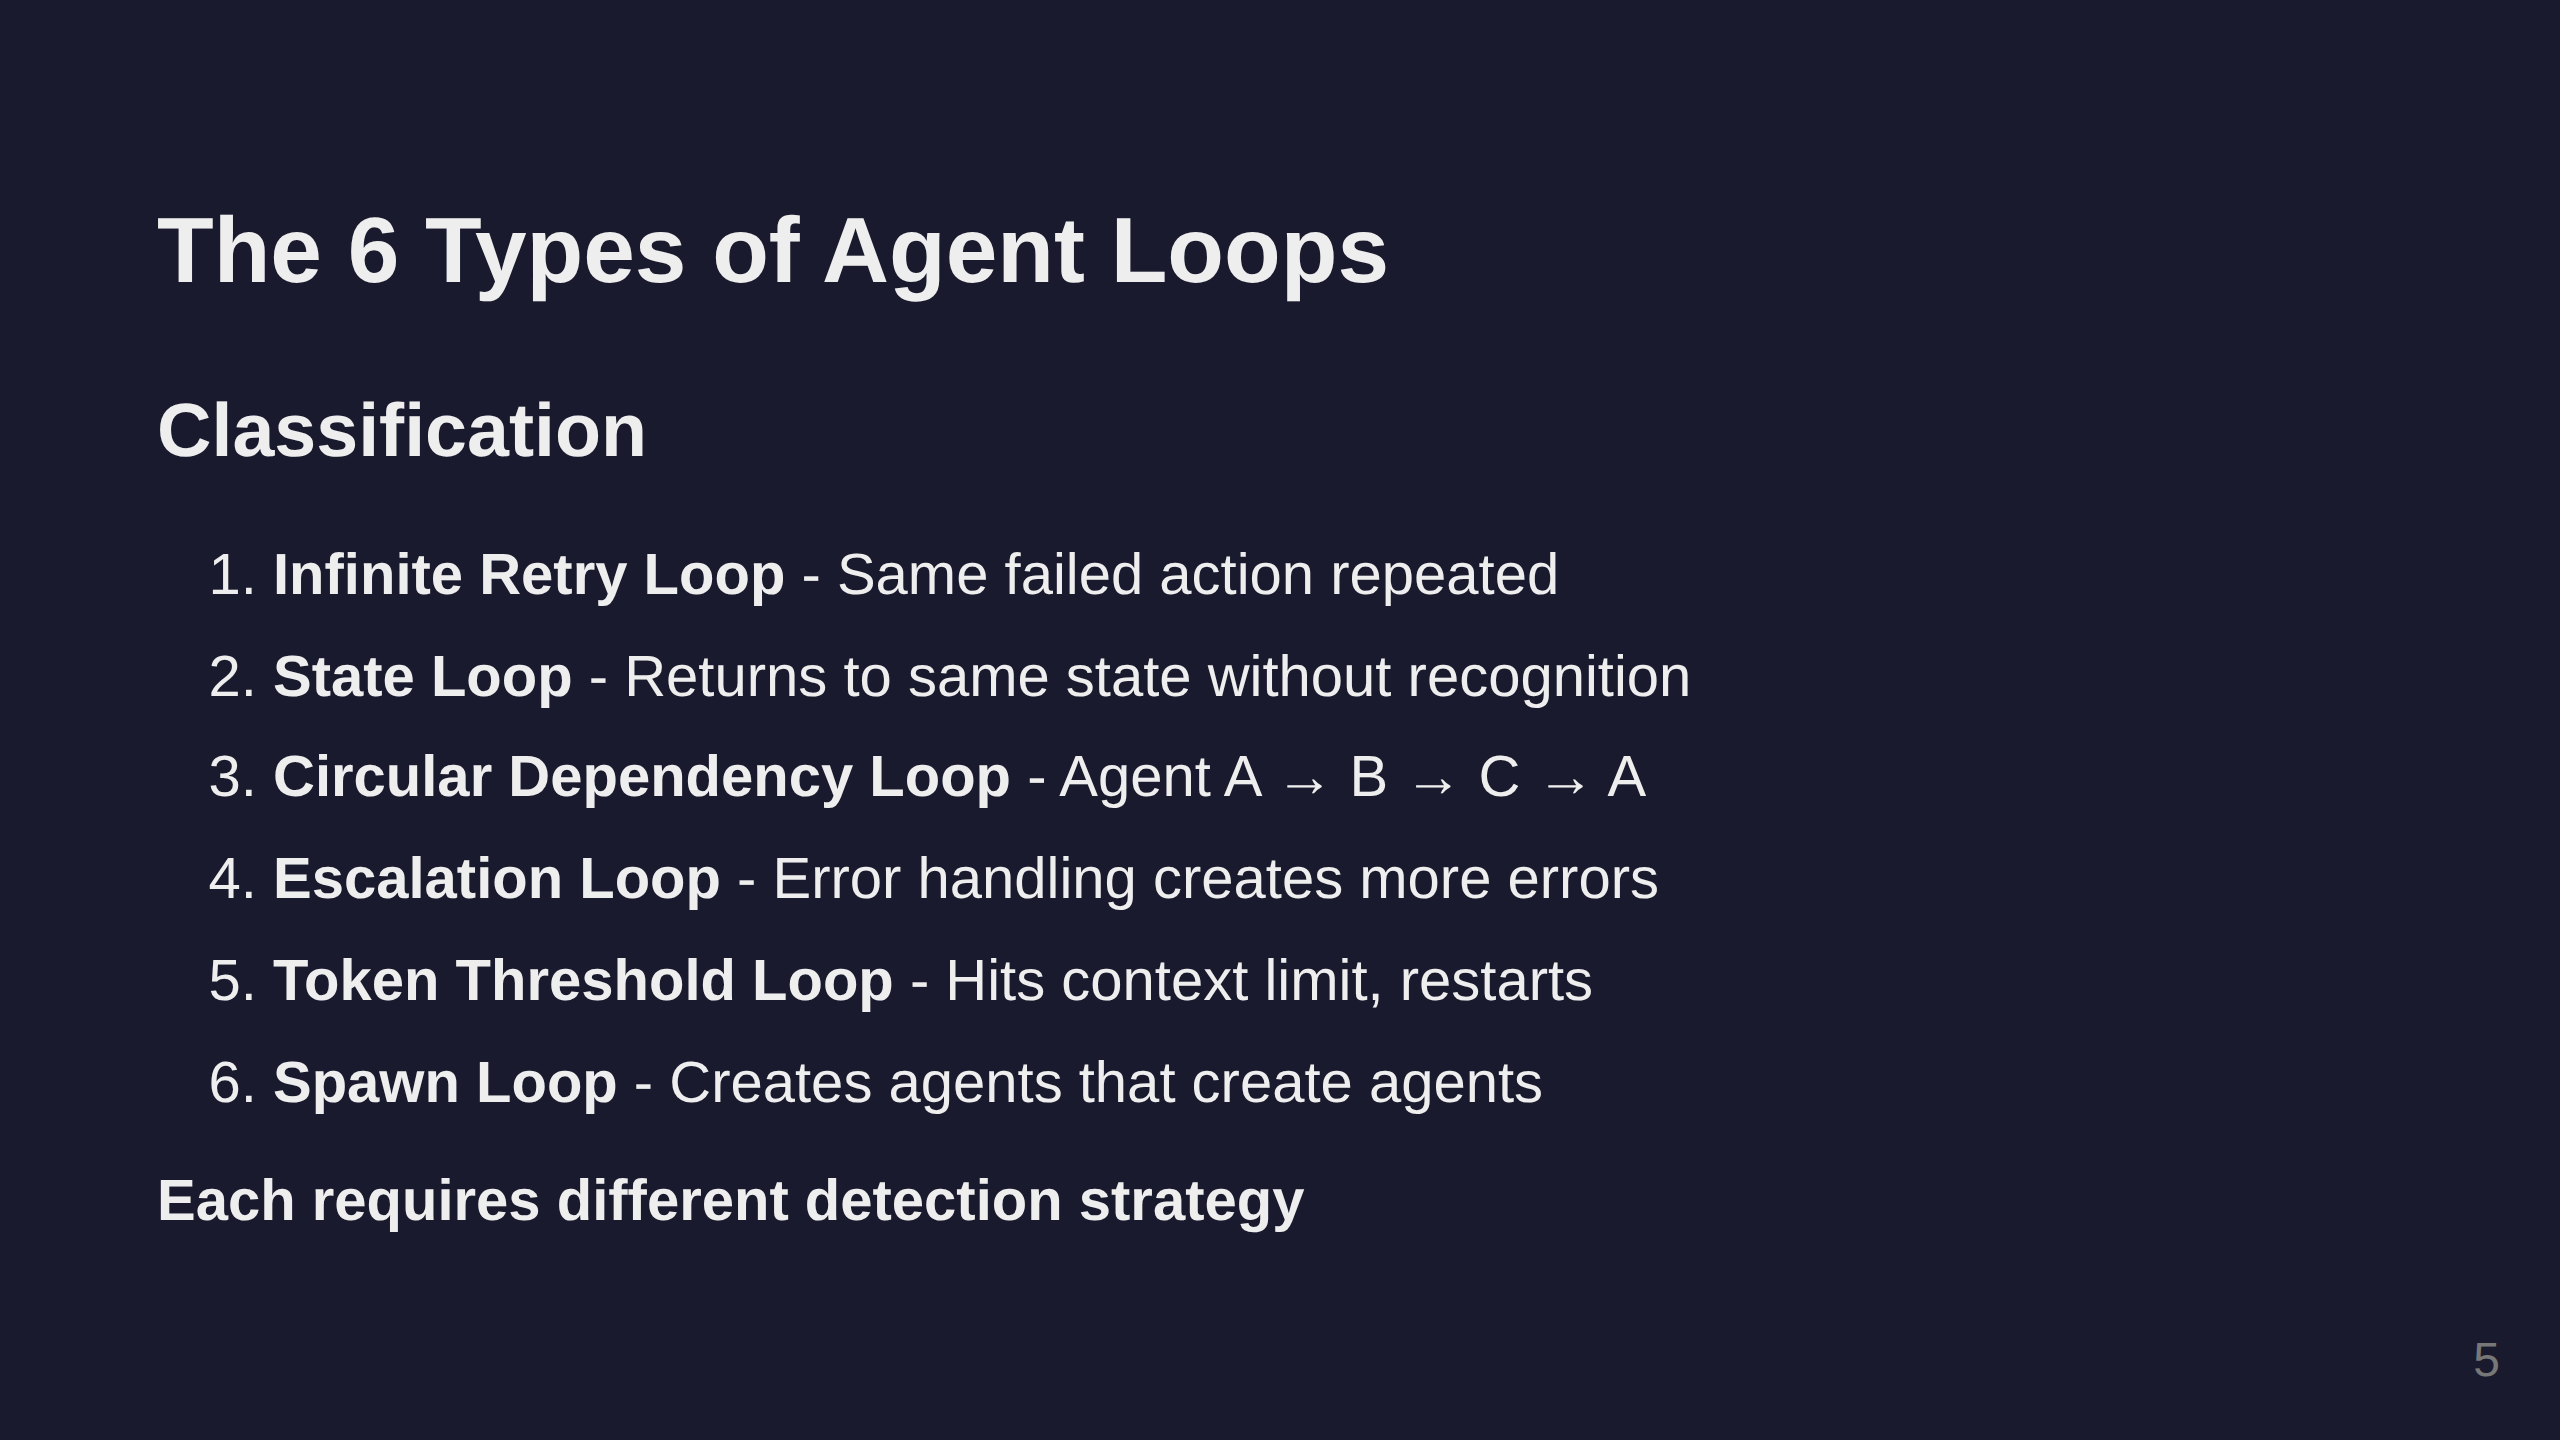 The 6 Types of Agent Loops
Classification
1. Infinite Retry Loop - Same failed action repeated
2. State Loop - Returns to same state without recognition
3. Circular Dependency Loop - Agent A → B → C → A
4. Escalation Loop - Error handling creates more errors
5. Token Threshold Loop - Hits context limit, restarts
6. Spawn Loop - Creates agents that create agents
Each requires different detection strategy
5